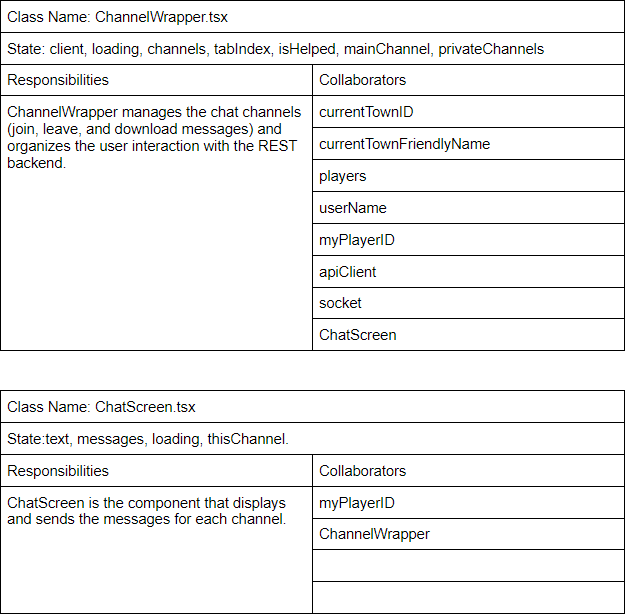 Class Name: ChannelWrapper.tsx
State: client, loading, channels, tabIndex, isHelped, mainChannel, privateChannels
Responsibilities
Collaborators
ChannelWrapper manages the chat channels
(join, leave, and download messages) and
organizes the user interaction with the REST
backend.
currentTownID
currentTownFriendlyName
players
userName
myPlayerID
apiClient
socket
ChatScreen
Class Name: ChatScreen.tsx
State:text, messages, loading, thisChannel.
Responsibilities
Collaborators
ChatScreen is the component that displays
and sends the messages for each channel.
myPlayerID
ChannelWrapper